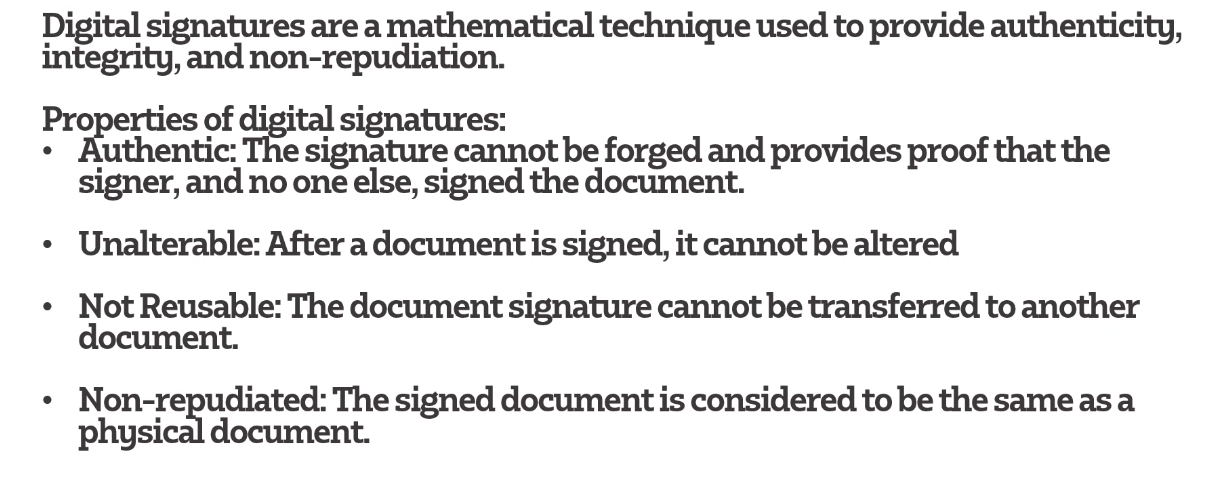 Digital signatures are a mathematical technique used to provide authenticity,
integrity, and non-repudiation.
Properties of digital signatures:
• Authentic: The signature cannot be forged and provides proof that the
signer, and no one else, signed the document.
• Unalterable: After a document is signed, it cannot be altered
• Not Reusable: The document signature cannot be transferred to another
document.
• Non-repudiated: The signed document is considered to be the same as a
physical document.